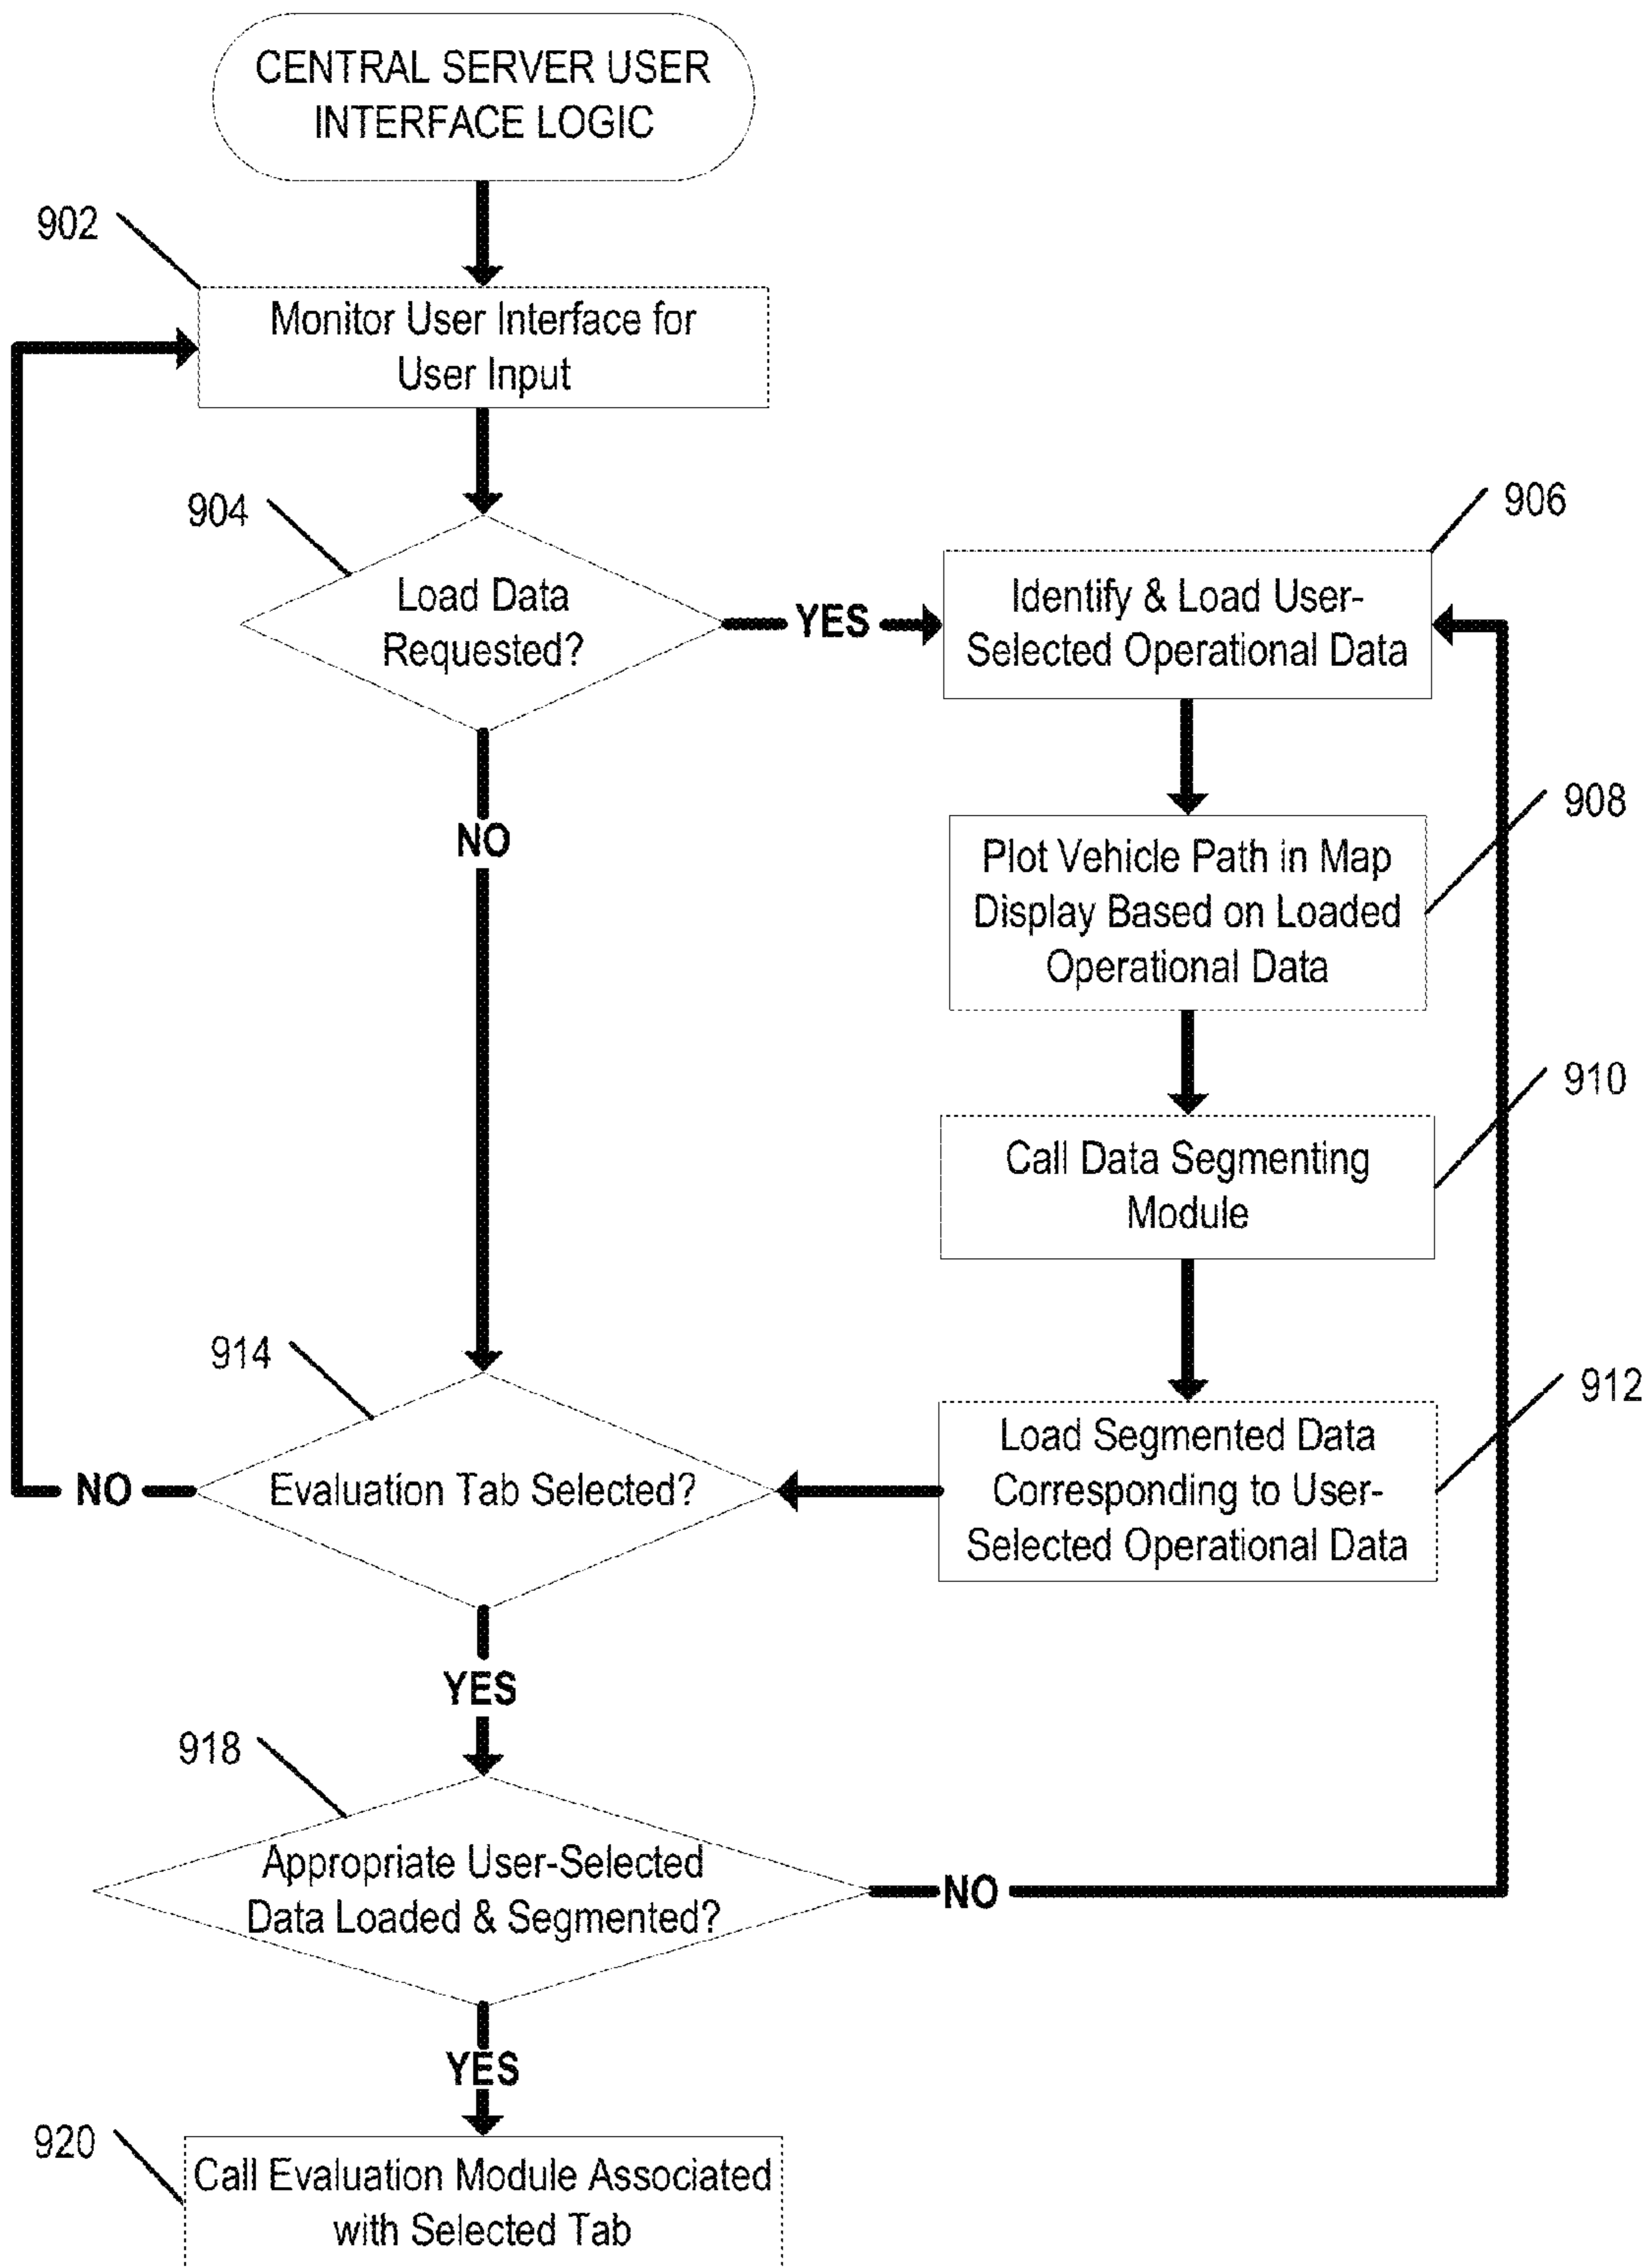 CENTRAL SERVER USER
INTERFACE LOGIC
902
Monitor User Interface for
User Input
904
Load Data
Requested?
YES
906
Identify & Load User-
Selected Operational Data
NO
908
Plot Vehicle Path in Map
Display Based on Loaded
Operational Data
910
Call Data Segmenting
Module
912
Load Segmented Data
Corresponding to User-
Selected Operational Data
914
Evaluation Tab Selected?
NO
YES
918
Appropriate User-Selected
Data Loaded & Segmented?
NO
YES
920
Call Evaluation Module Associated
with Selected Tab